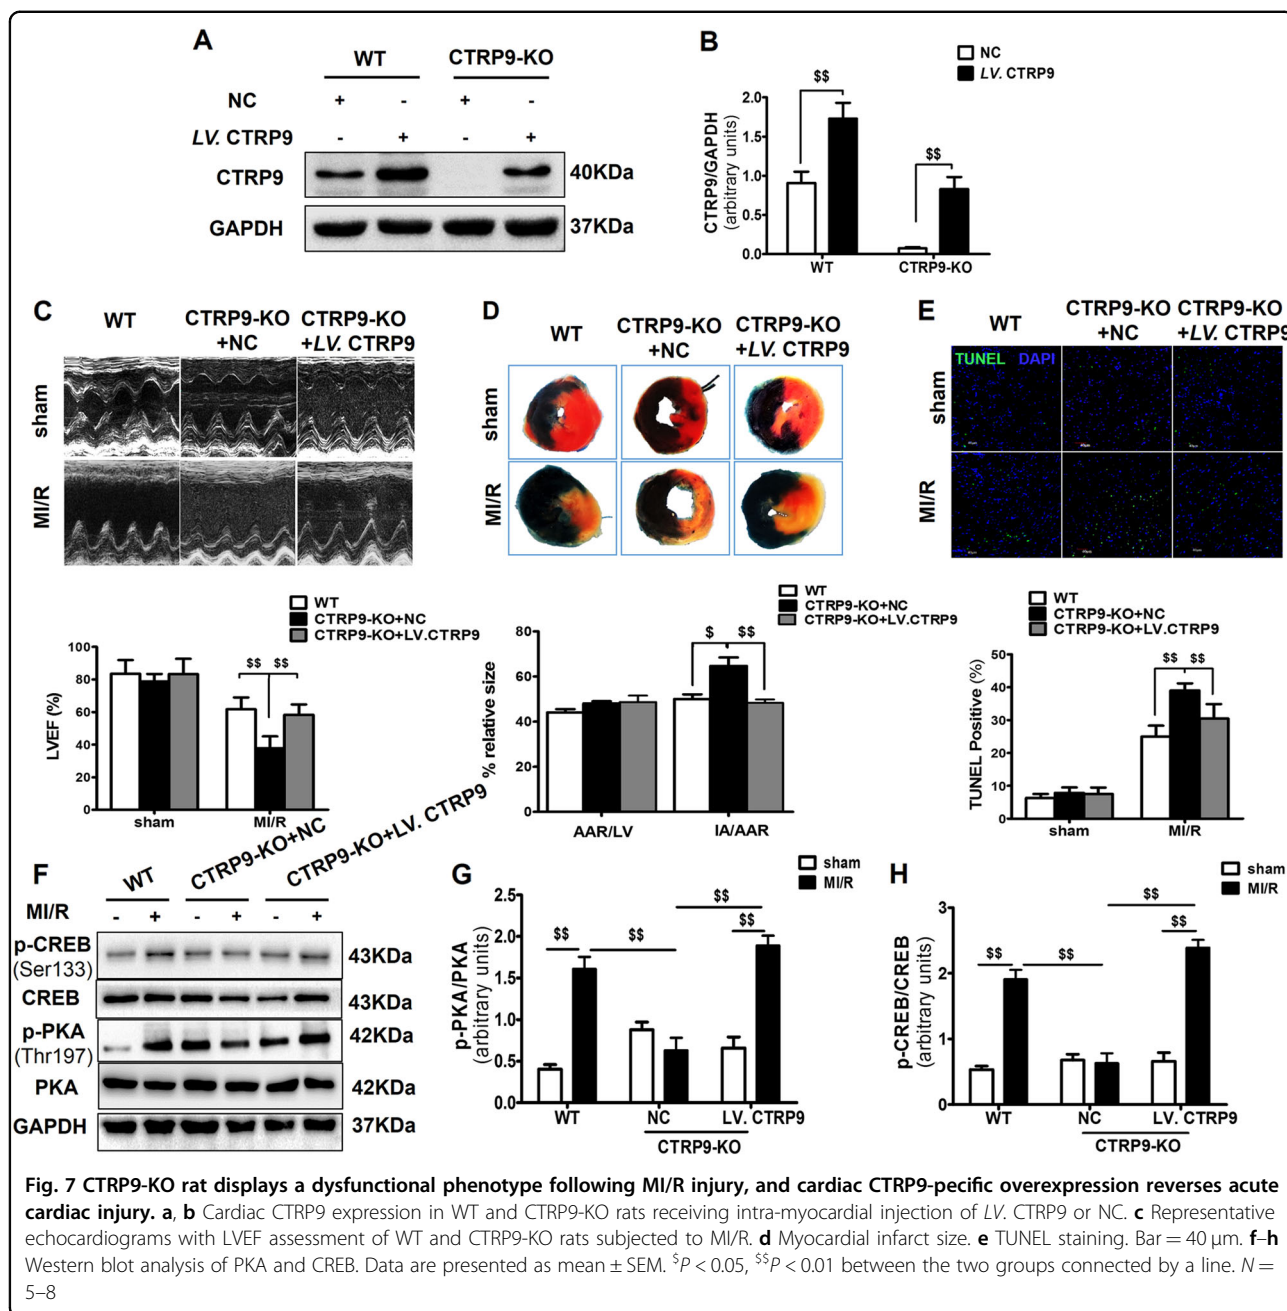 A
WT CTRP9-KO
NC + - + -
LV. CTRP9 - + - +
CTRP9 40KDa
GAPDH 37KDa
B
NC
LV. CTRP9
CTRP9/GAPDH
(arbitrary units)
2.0
1.5
1.0
0.5
0.0
$$
$$
WT CTRP9-KO
C
WT CTRP9-KO +NC CTRP9-KO +LV. CTRP9
sham
MI/R
WT
CTRP9-KO+NC
CTRP9-KO+LV.CTRP9
LVEF (%)
100
80
60
40
20
0
$$ $$
sham MI/R
D
WT CTRP9-KO +NC CTRP9-KO +LV. CTRP9
sham
MI/R
WT
CTRP9-KO+NC
CTRP9-KO+LV.CTRP9
% relative size
80
60
40
20
0
$ $$
AAR/LV IA/AAR
E
WT CTRP9-KO +NC CTRP9-KO +LV. CTRP9
TUNEL DAPI
sham
MI/R
WT
CTRP9-KO+NC
CTRP9-KO+LV.CTRP9
TUNEL Positive (%)
50
40
30
20
10
0
$$ $$
sham MI/R
F
WT CTRP9-KO+NC CTRP9-KO+LV. CTRP9
MI/R - + - + - +
p-CREB
(Ser133) 43KDa
CREB 43KDa
p-PKA
(Thr197) 42KDa
PKA 42KDa
GAPDH 37KDa
G
sham
MI/R
p-PKA/PKA
(arbitrary units)
2.5
2.0
1.5
1.0
0.5
0.0
$$
$$
$$
$$
WT NC LV. CTRP9
CTRP9-KO
H
sham
MI/R
p-CREB/CREB
(arbitrary units)
3
2
1
0
$$
$$
$$
$$
WT NC LV. CTRP9
CTRP9-KO
Fig. 7 CTRP9-KO rat displays a dysfunctional phenotype following MI/R injury, and cardiac CTRP9-pecific overexpression reverses acute
cardiac injury. a, b Cardiac CTRP9 expression in WT and CTRP9-KO rats receiving intra-myocardial injection of LV. CTRP9 or NC. c Representative
echocardiograms with LVEF assessment of WT and CTRP9-KO rats subjected to MI/R. d Myocardial infarct size. e TUNEL staining. Bar = 40 μm. f–h
Western blot analysis of PKA and CREB. Data are presented as mean ± SEM. $P < 0.05, $$P < 0.01 between the two groups connected by a line. N =
5–8